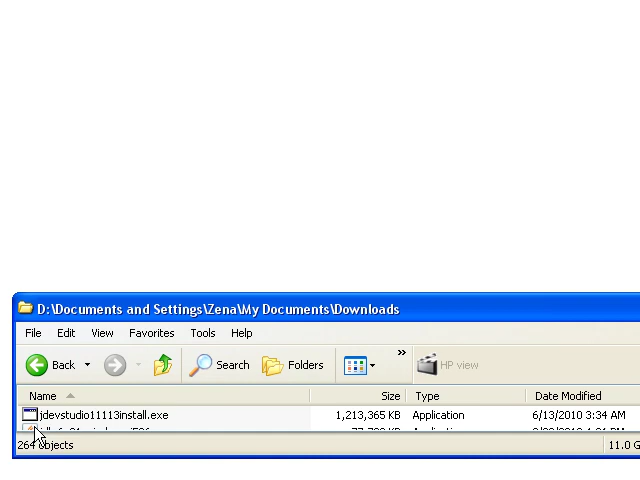 D:\Documents and Settings\Zena\My Documents\Downloads
File Edit View Favorites Tools Help
Back Search Folders » HP view
Name Size Type Date Modified
jdevstudio11113install.exe 1,213,365 KB Application 6/13/2010 3:34 AM
264 objects 11.0 G